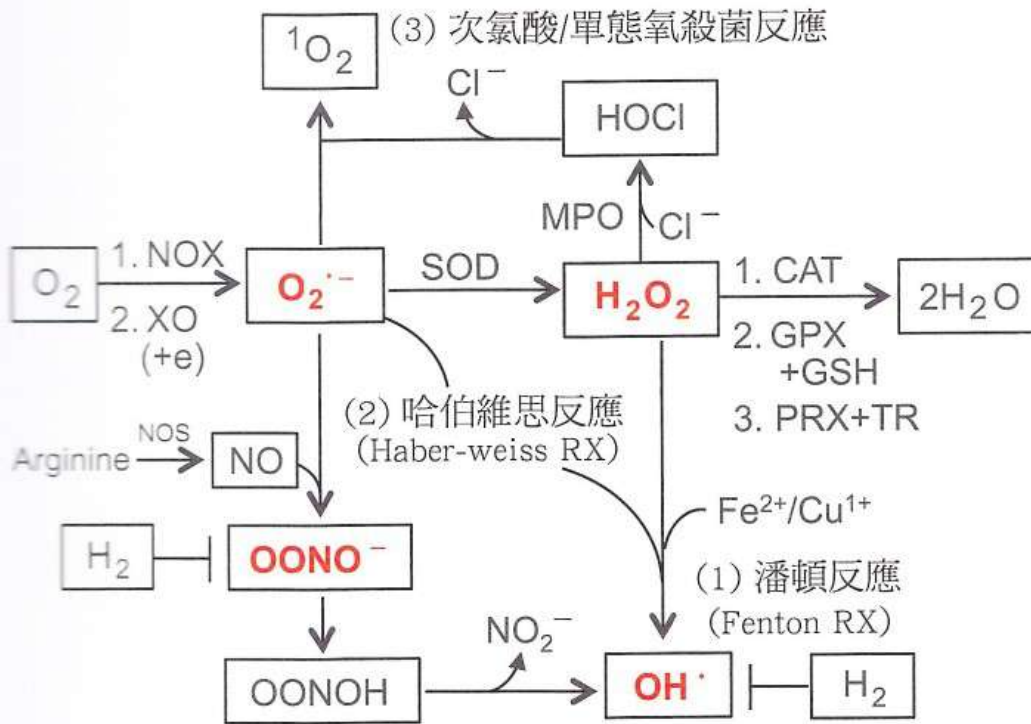 (3) 次氯酸/單態氧殺菌反應
¹O₂
Cl⁻
HOCl
MPO
Cl⁻
O₂
1. NOX
2. XO
(+e)
O₂·⁻
SOD
H₂O₂
1. CAT
2. GPX
+GSH
3. PRX+TR
2H₂O
(2) 哈伯維思反應
(Haber-weiss RX)
Arginine
NOS
NO
Fe²⁺/Cu¹⁺
H₂
OONO⁻
(1) 潘頓反應
(Fenton RX)
OONOH
NO₂⁻
OH·
H₂